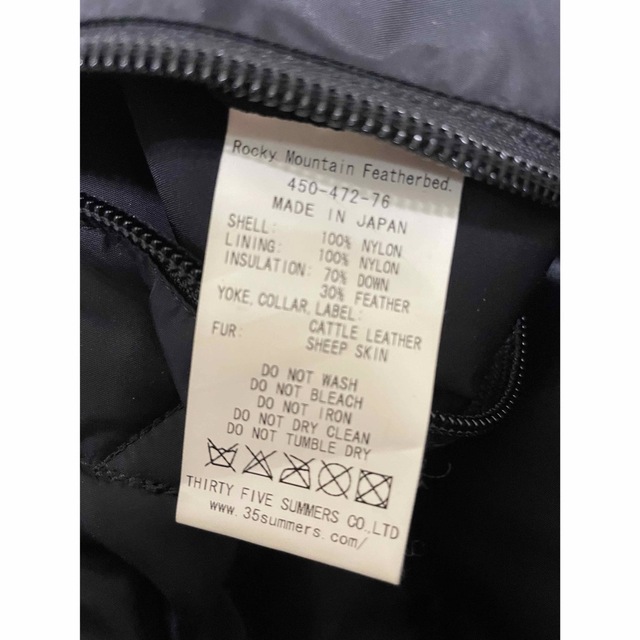 Rocky Mountain Featherbed.
450-472-76
MADE IN JAPAN
SHELL: 100% NYLON
LINING: 100% NYLON
INSULATION: 70% DOWN
30% FEATHER
YOKE, COLLAR, LABEL:
CATTLE LEATHER
FUR: SHEEP SKIN
DO NOT WASH
DO NOT BLEACH
DO NOT IRON
DO NOT DRY CLEAN
DO NOT TUMBLE DRY
THIRTY FIVE SUMMERS CO., LTD
www.35summers.com/